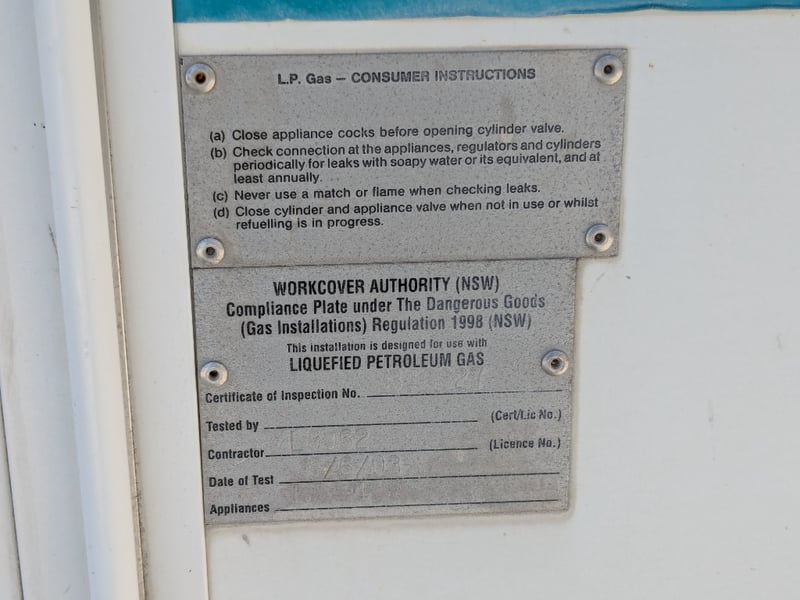 L.P. Gas – CONSUMER INSTRUCTIONS
(a) Close appliance cocks before opening cylinder valve.
(b) Check connection at the appliances, regulators and cylinders
periodically for leaks with soapy water or its equivalent, and at
least annually.
(c) Never use a match or flame when checking leaks.
(d) Close cylinder and appliance valve when not in use or whilst
refuelling is in progress.
WORKCOVER AUTHORITY (NSW)
Compliance Plate under The Dangerous Goods
(Gas Installations) Regulation 1998 (NSW)
This installation is designed for use with
LIQUEFIED PETROLEUM GAS
Certificate of Inspection No.
Tested by (Cert/Lic No.)
Contractor (Licence No.)
Date of Test
Appliances